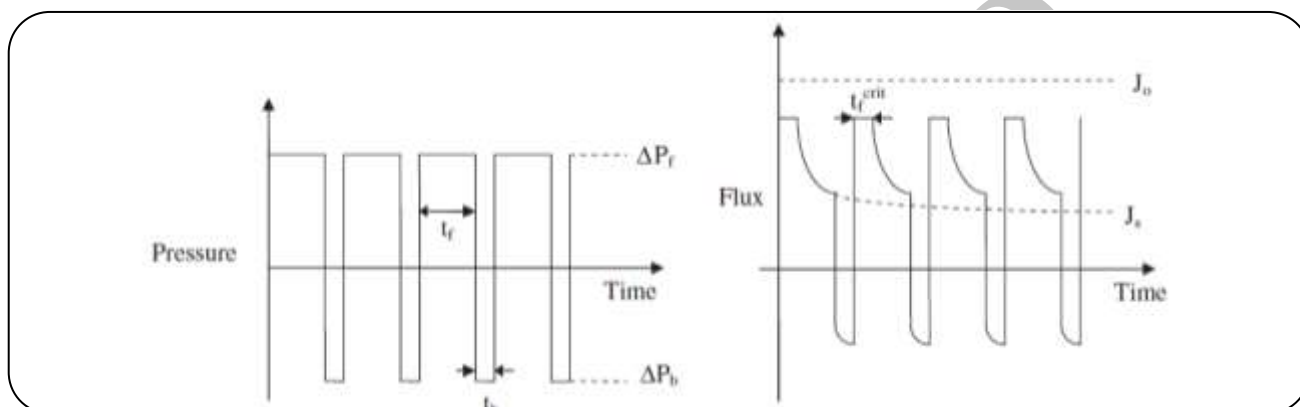 Pressure
ΔP_f
t_f
Time
ΔP_b
Flux
t_f^crit
J_o
J_s
Time